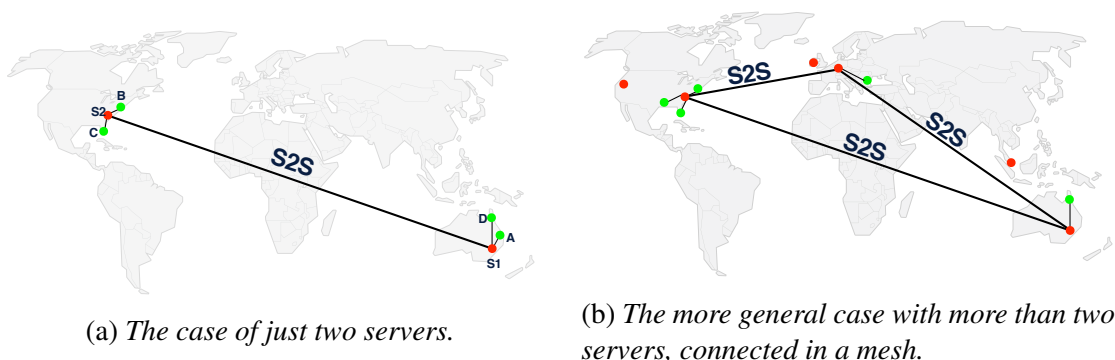 B
S2
C
S2S
D
A
S1
(a) The case of just two servers.
S2S
S2S
S2S
(b) The more general case with more than two
servers, connected in a mesh.